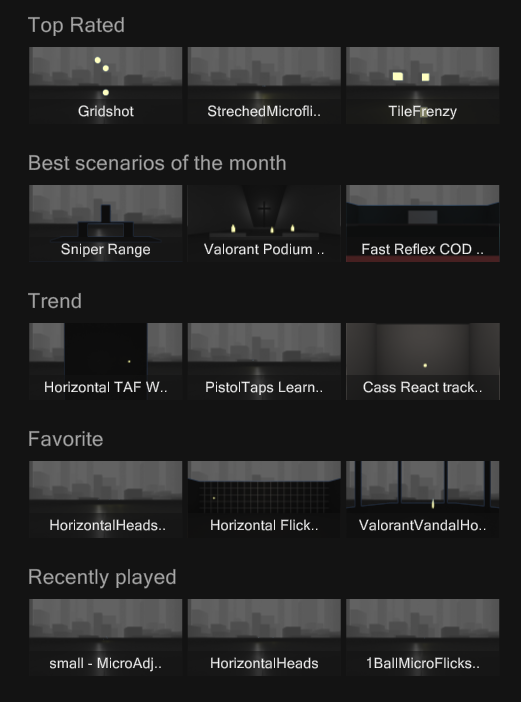 Top Rated
Gridshot
StrechedMicrofli..
TileFrenzy
Best scenarios of the month
Sniper Range
Valorant Podium ..
Fast Reflex COD ..
Trend
Horizontal TAF W..
PistolTaps Learn..
Cass React track..
Favorite
HorizontalHeads..
Horizontal Flick..
ValorantVandalHo..
Recently played
small - MicroAdj..
HorizontalHeads
1BallMicroFlicks..